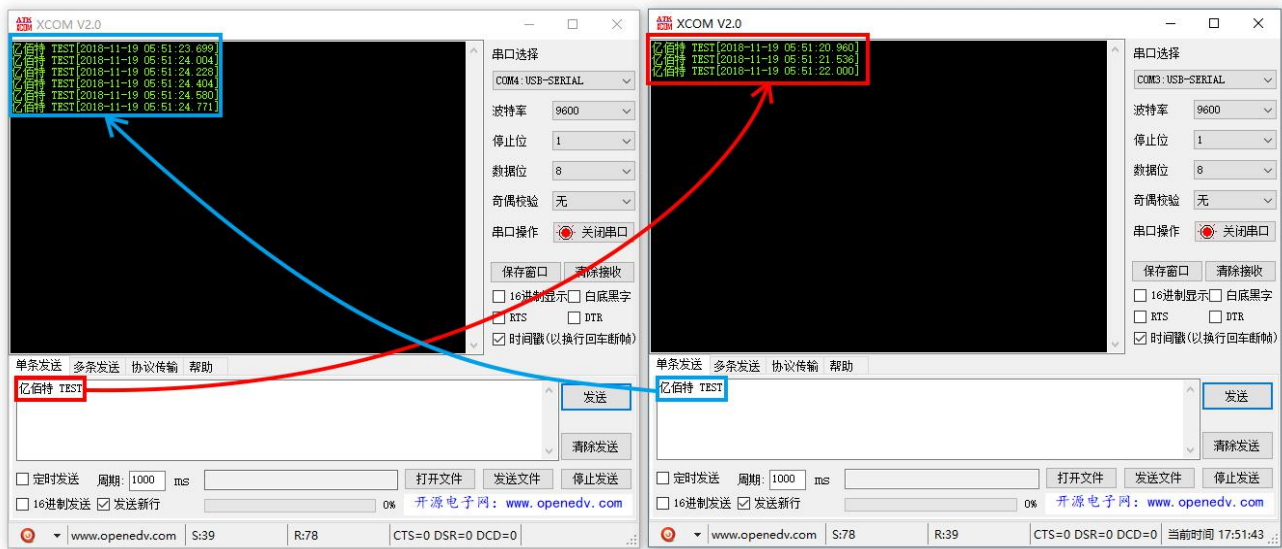 XCOM V2.0
亿佰特 TEST[2018-11-19 05:51:23.699]
亿佰特 TEST[2018-11-19 05:51:24.004]
亿佰特 TEST[2018-11-19 05:51:24.228]
亿佰特 TEST[2018-11-19 05:51:24.404]
亿佰特 TEST[2018-11-19 05:51:24.580]
亿佰特 TEST[2018-11-19 05:51:24.771]
串口选择
COM4:USB-SERIAL
波特率 9600
停止位 1
数据位 8
奇偶校验 无
串口操作 关闭串口
保存窗口 清除接收
16进制显示 白底黑字
RTS DTR
时间戳(以换行回车断帧)
单条发送 多条发送 协议传输 帮助
亿佰特 TEST
发送
清除发送
定时发送 周期: 1000 ms 打开文件 发送文件 停止发送
16进制发送 发送新行 0% 开源电子网: www.openedv.com
www.openedv.com S:39 R:78 CTS=0 DSR=0 DCD=0
ATK XCOM
XCOM V2.0
亿佰特 TEST[2018-11-19 05:51:20.960]
亿佰特 TEST[2018-11-19 05:51:21.536]
亿佰特 TEST[2018-11-19 05:51:22.000]
串口选择
COM3:USB-SERIAL
波特率 9600
停止位 1
数据位 8
奇偶校验 无
串口操作 关闭串口
保存窗口 清除接收
16进制显示 白底黑字
RTS DTR
时间戳(以换行回车断帧)
单条发送 多条发送 协议传输 帮助
亿佰特 TEST
发送
清除发送
定时发送 周期: 1000 ms 打开文件 发送文件 停止发送
16进制发送 发送新行 0% 开源电子网: www.openedv.com
www.openedv.com S:78 R:39 CTS=0 DSR=0 DCD=0 当前时间 17:51:43